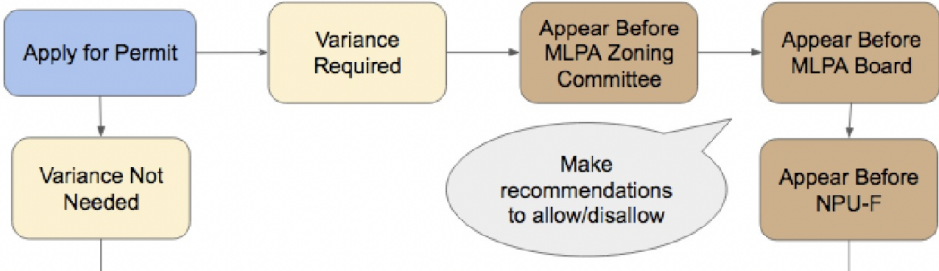 Apply for Permit
Variance
Required
Appear Before
MLPA Zoning
Committee
Appear Before
MLPA Board
Variance Not
Needed
Make
recommendations
to allow/disallow
Appear Before
NPU-F